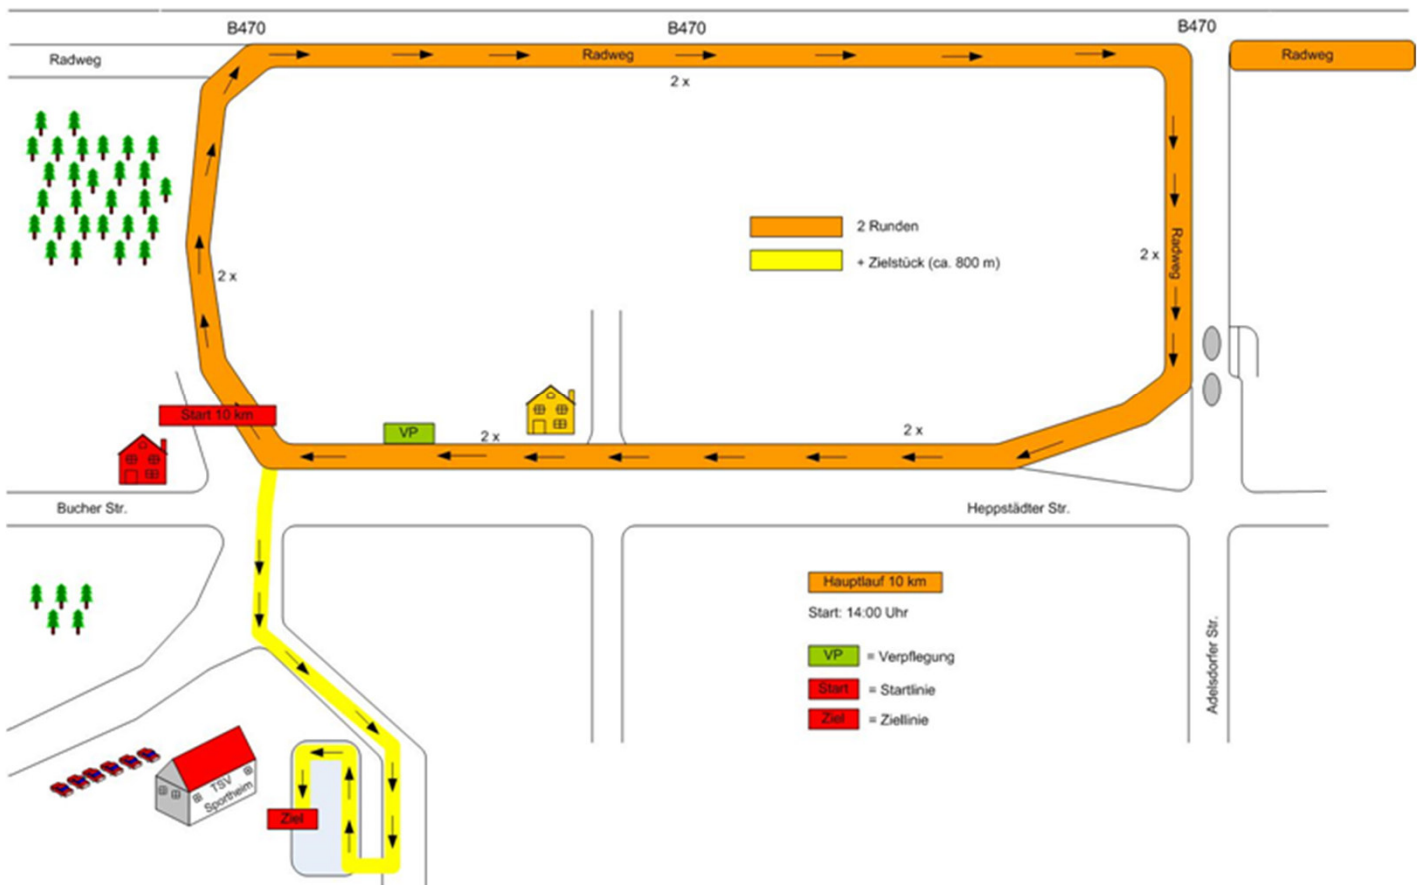 B470
B470
B470
Radweg
Radweg
Radweg
2 x
2 Runden
2 x
Radweg
+ Zielstück (ca. 800 m)
2 x
Start 10 km
VP
2 x
2 x
Bucher Str.
Heppstädter Str.
Hauptlauf 10 km
Start: 14:00 Uhr
VP = Verpflegung
Start = Startlinie
Ziel = Ziellinie
Adelsdorfer Str.
TSV
Sportheim
Ziel